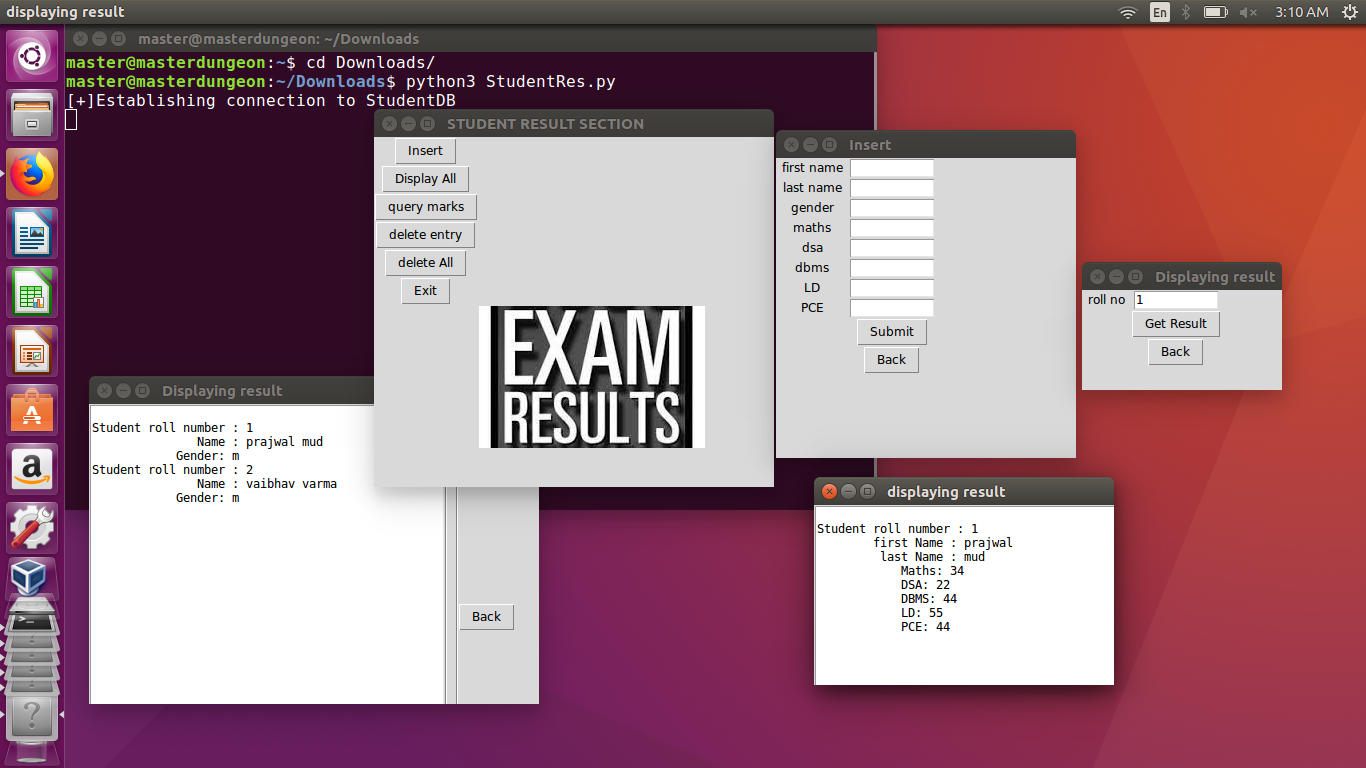 displaying result
En
3:10 AM
master@masterdungeon: ~/Downloads
master@masterdungeon:~$ cd Downloads/
master@masterdungeon:~/Downloads$ python3 StudentRes.py
[+]Establishing connection to StudentDB
STUDENT RESULT SECTION
Insert
Display All
query marks
delete entry
delete All
Exit
EXAM
RESULTS
Insert
first name
last name
gender
maths
dsa
dbms
LD
PCE
Submit
Back
Displaying result
roll no 1
Get Result
Back
Displaying result
Student roll number : 1
Name : prajwal mud
Gender: m
Student roll number : 2
Name : vaibhav varma
Gender: m
Back
displaying result
Student roll number : 1
first Name : prajwal
last Name : mud
Maths: 34
DSA: 22
DBMS: 44
LD: 55
PCE: 44